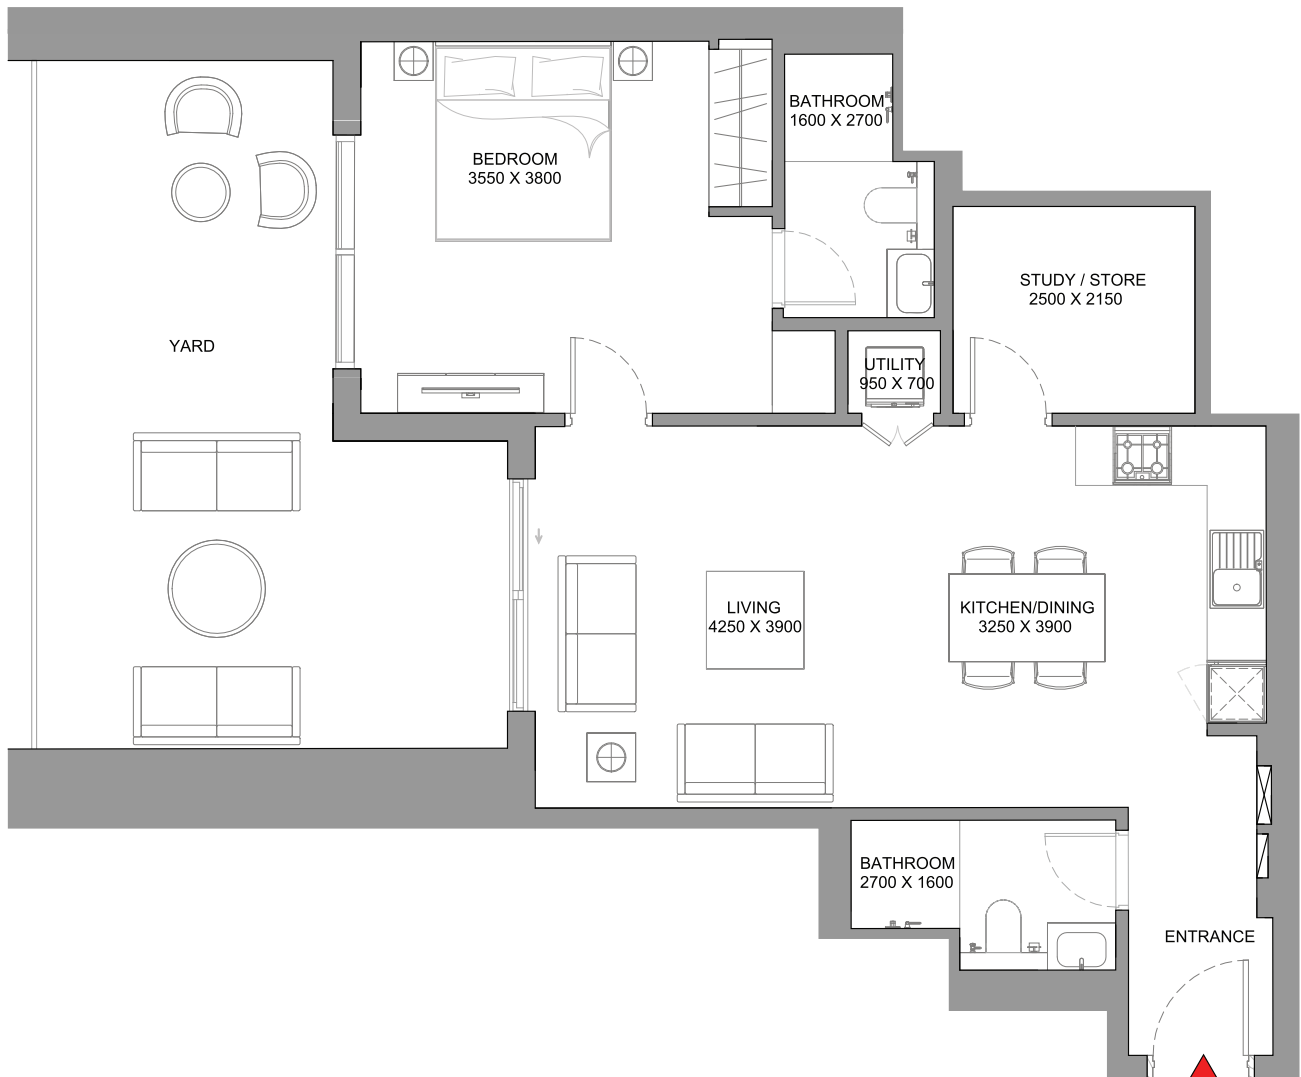 BATHROOM
1600 X 2700
BEDROOM
3550 X 3800
STUDY / STORE
2500 X 2150
YARD
UTILITY
950 X 700
LIVING
4250 X 3900
KITCHEN/DINING
3250 X 3900
BATHROOM
2700 X 1600
ENTRANCE